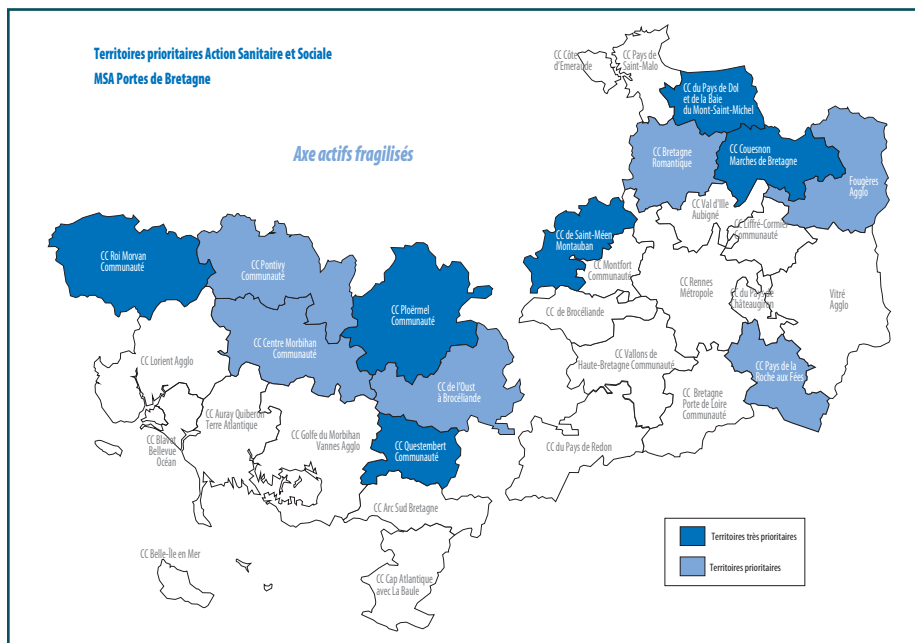 Territoires prioritaires Action Sanitaire et Sociale
MSA Portes de Bretagne
Axe actifs fragilisés
CC Côte
d'Emeraude
CC Pays de
Saint-Malo
CC du Pays de Dol
et de la Baie
du Mont-Saint-Michel
CC Bretagne
Romantique
CC Couesnon
Marches de Bretagne
Fougères
Agglo
CC Val d'Ille
Aubigné
CC Liffré-Cormier
Communauté
CC de Saint-Méen
Montauban
CC Montfort
Communauté
CC Rennes
Métropole
CC du Pays de
Châteaugiron
Vitré
Agglo
CC Roi Morvan
Communauté
CC Pontivy
Communauté
CC Ploërmel
Communauté
CC de Brocéliande
CC Centre Morbihan
Communauté
CC Lorient Agglo
CC Vallons de
Haute-Bretagne Communauté
CC Pays de la
Roche aux Fées
CC de l'Oust
à Brocéliande
CC Bretagne
Porte de Loire
Communauté
CC Auray Quiberon
Terre Atlantique
CC Blavet
Bellevue
Océan
CC Golfe du Morbihan
Vannes Agglo
CC Questembert
Communauté
CC du Pays de Redon
CC Arc Sud Bretagne
CC Belle-Île en Mer
CC Cap Atlantique
avec La Baule
Territoires très prioritaires
Territoires prioritaires